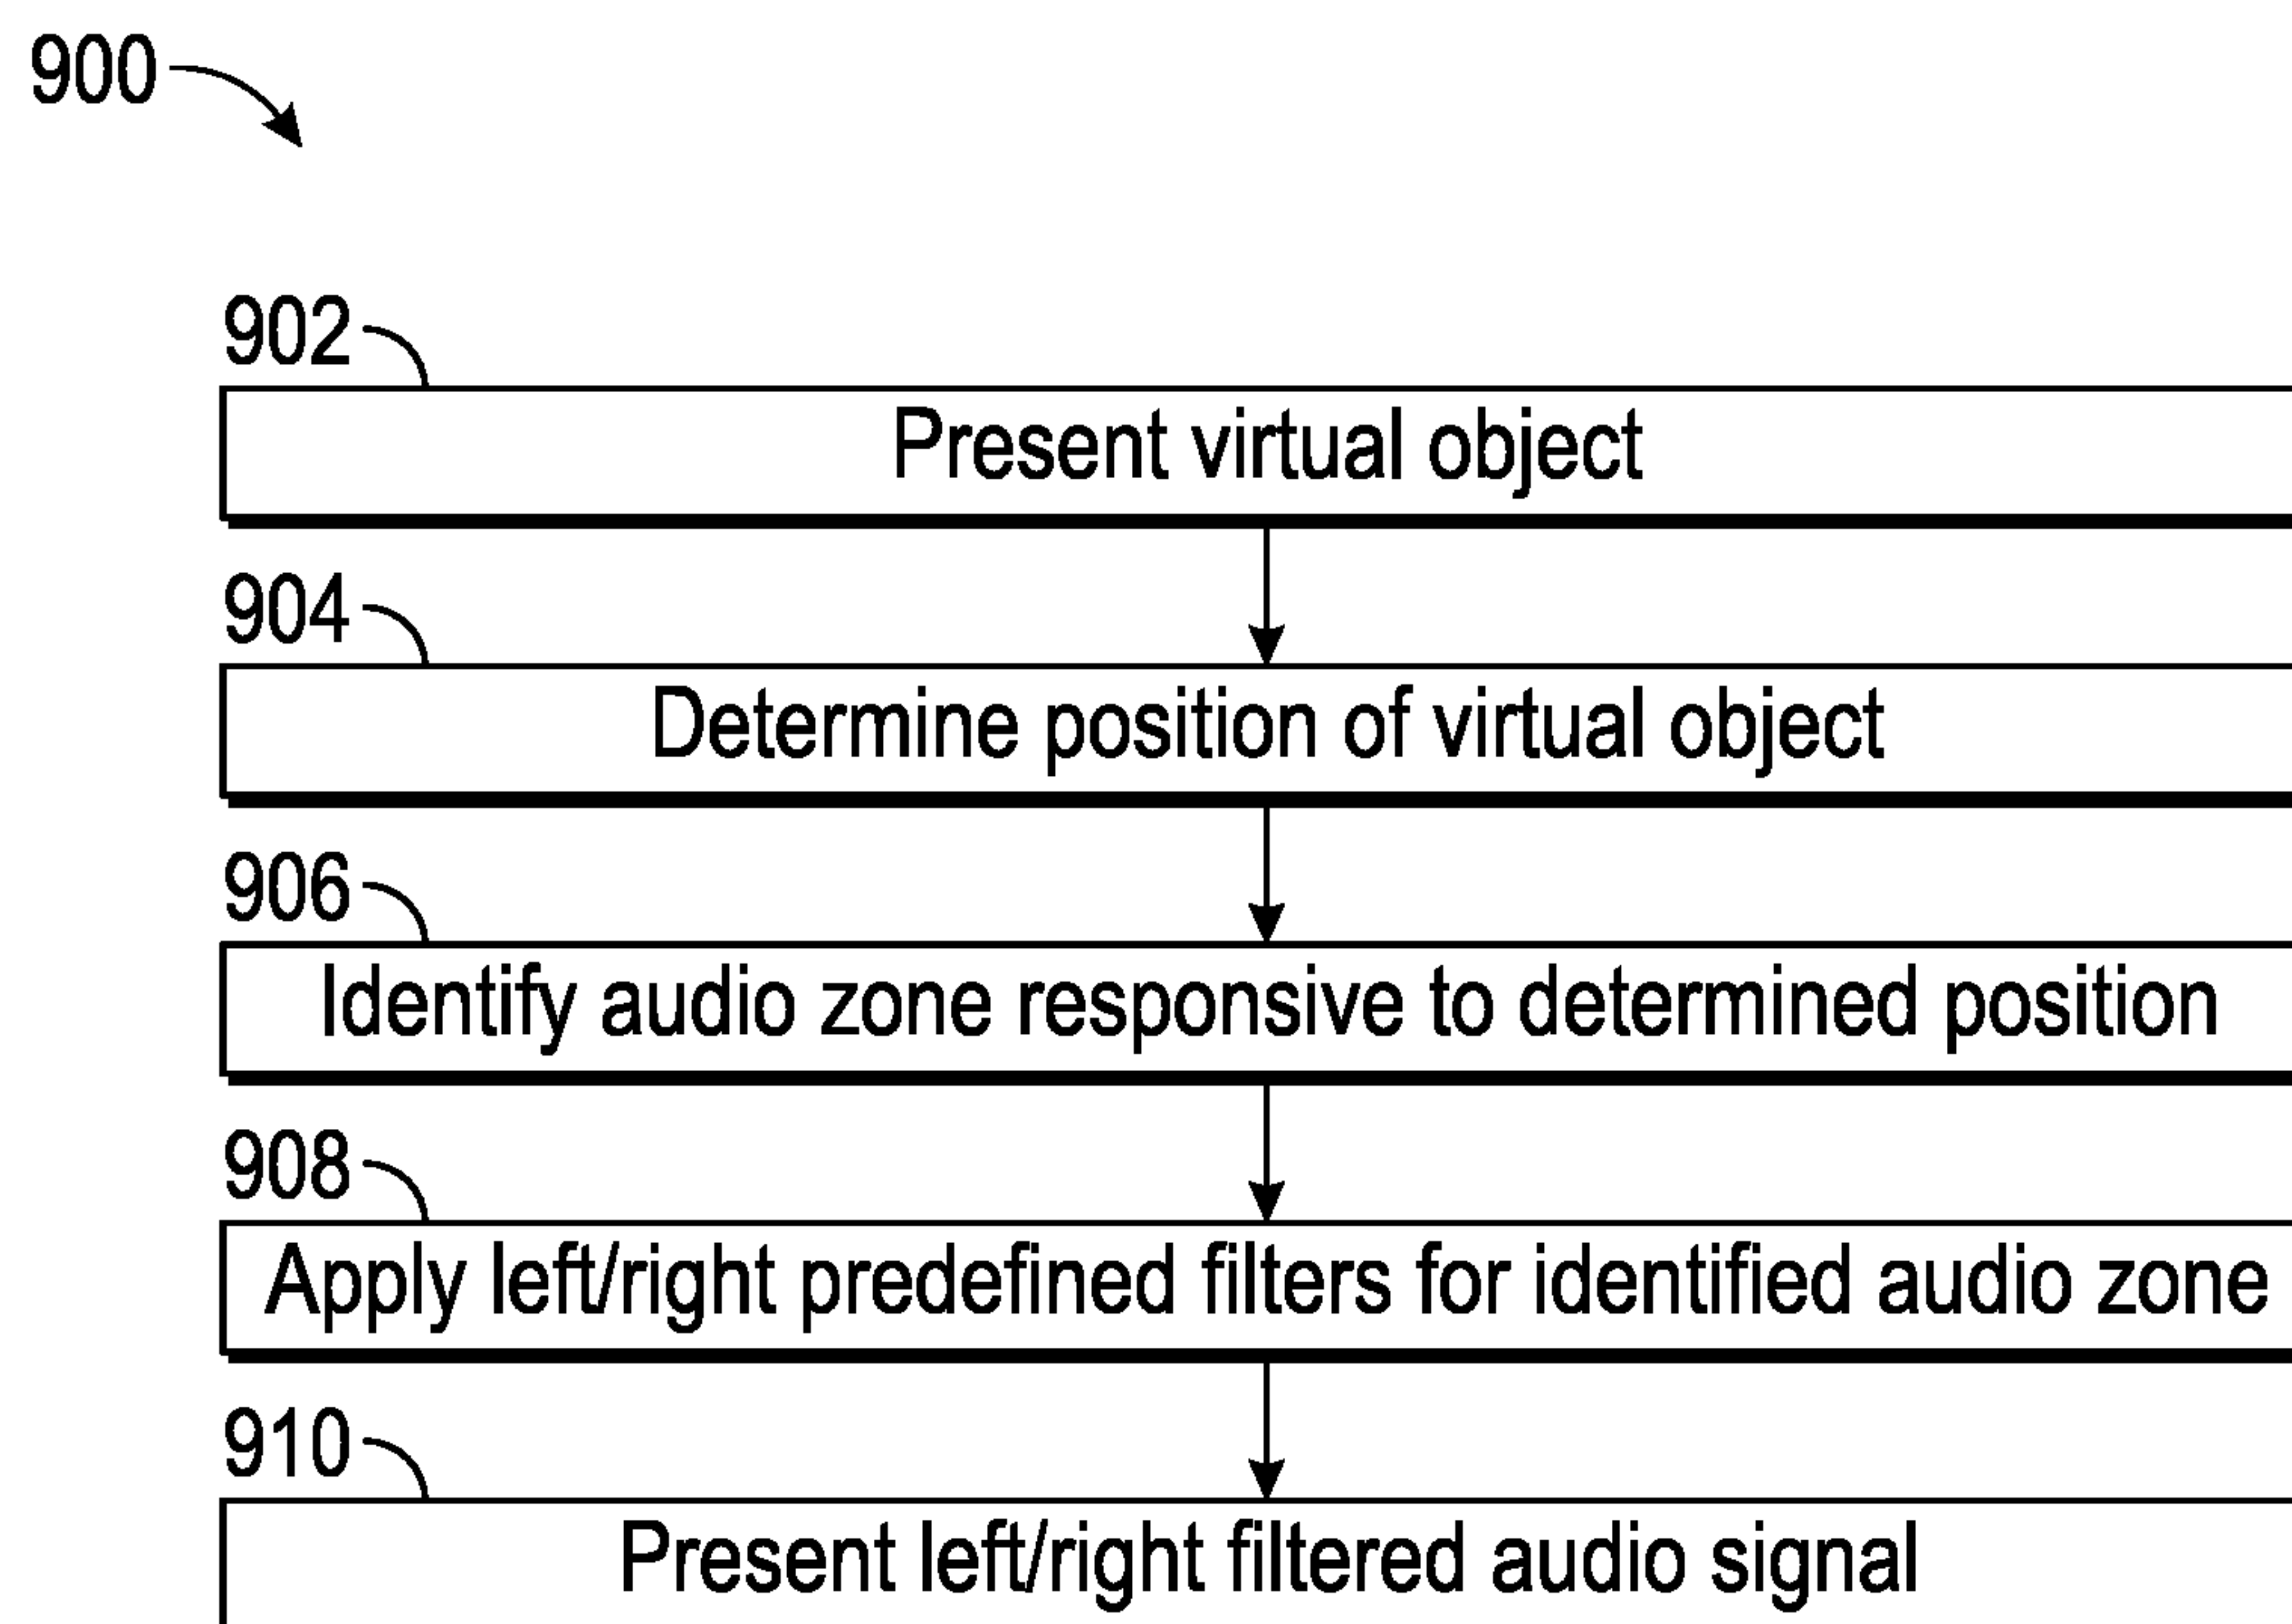 900
902
Present virtual object
904
Determine position of virtual object
906
Identify audio zone responsive to determined position
908
Apply left/right predefined filters for identified audio zone
910
Present left/right filtered audio signal